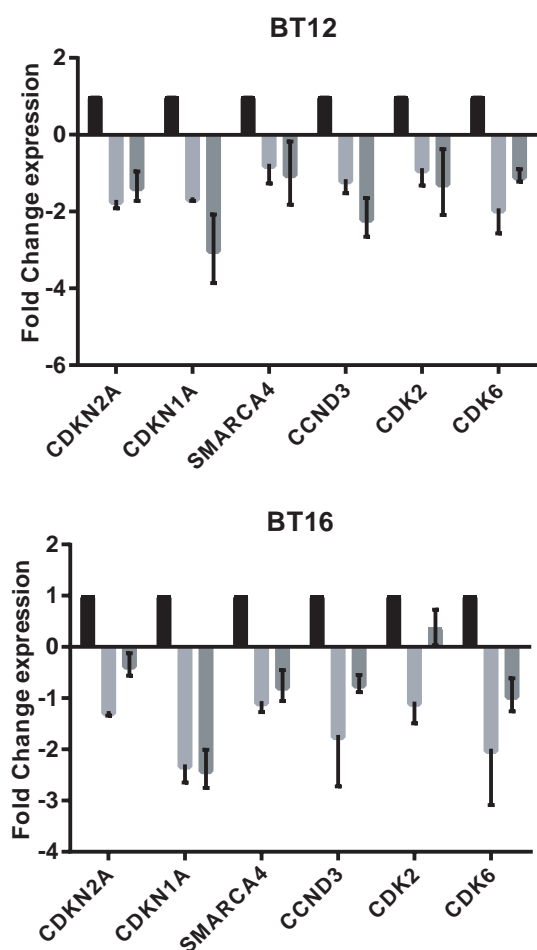 BT12
Fold Change expression
2
0
-2
-4
-6
CDKN2A
CDKN1A
SMARCA4
CCND3
CDK2
CDK6
BT16
Fold Change expression
2
1
0
-1
-2
-3
-4
CDKN2A
CDKN1A
SMARCA4
CCND3
CDK2
CDK6